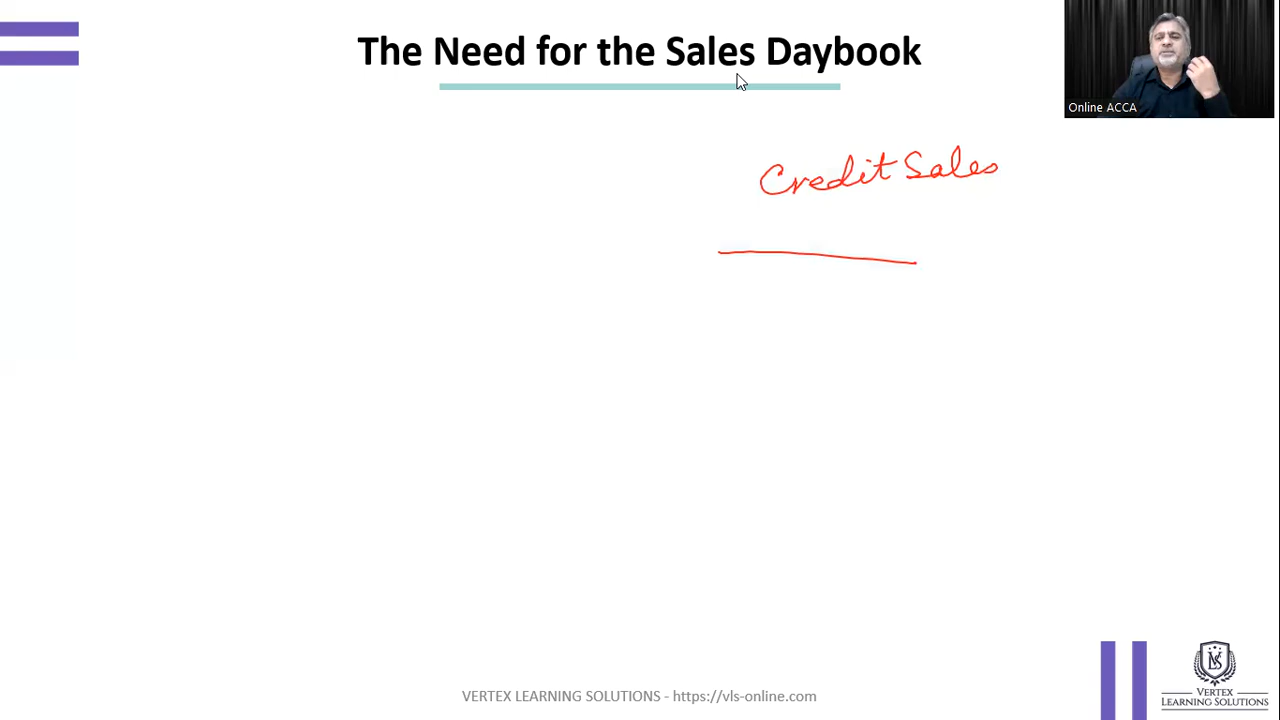 The Need for the Sales Daybook
Online ACCA
Credit Sales
VERTEX LEARNING SOLUTIONS - https://vls-online.com
VLS
VERTEX
LEARNING SOLUTIONS